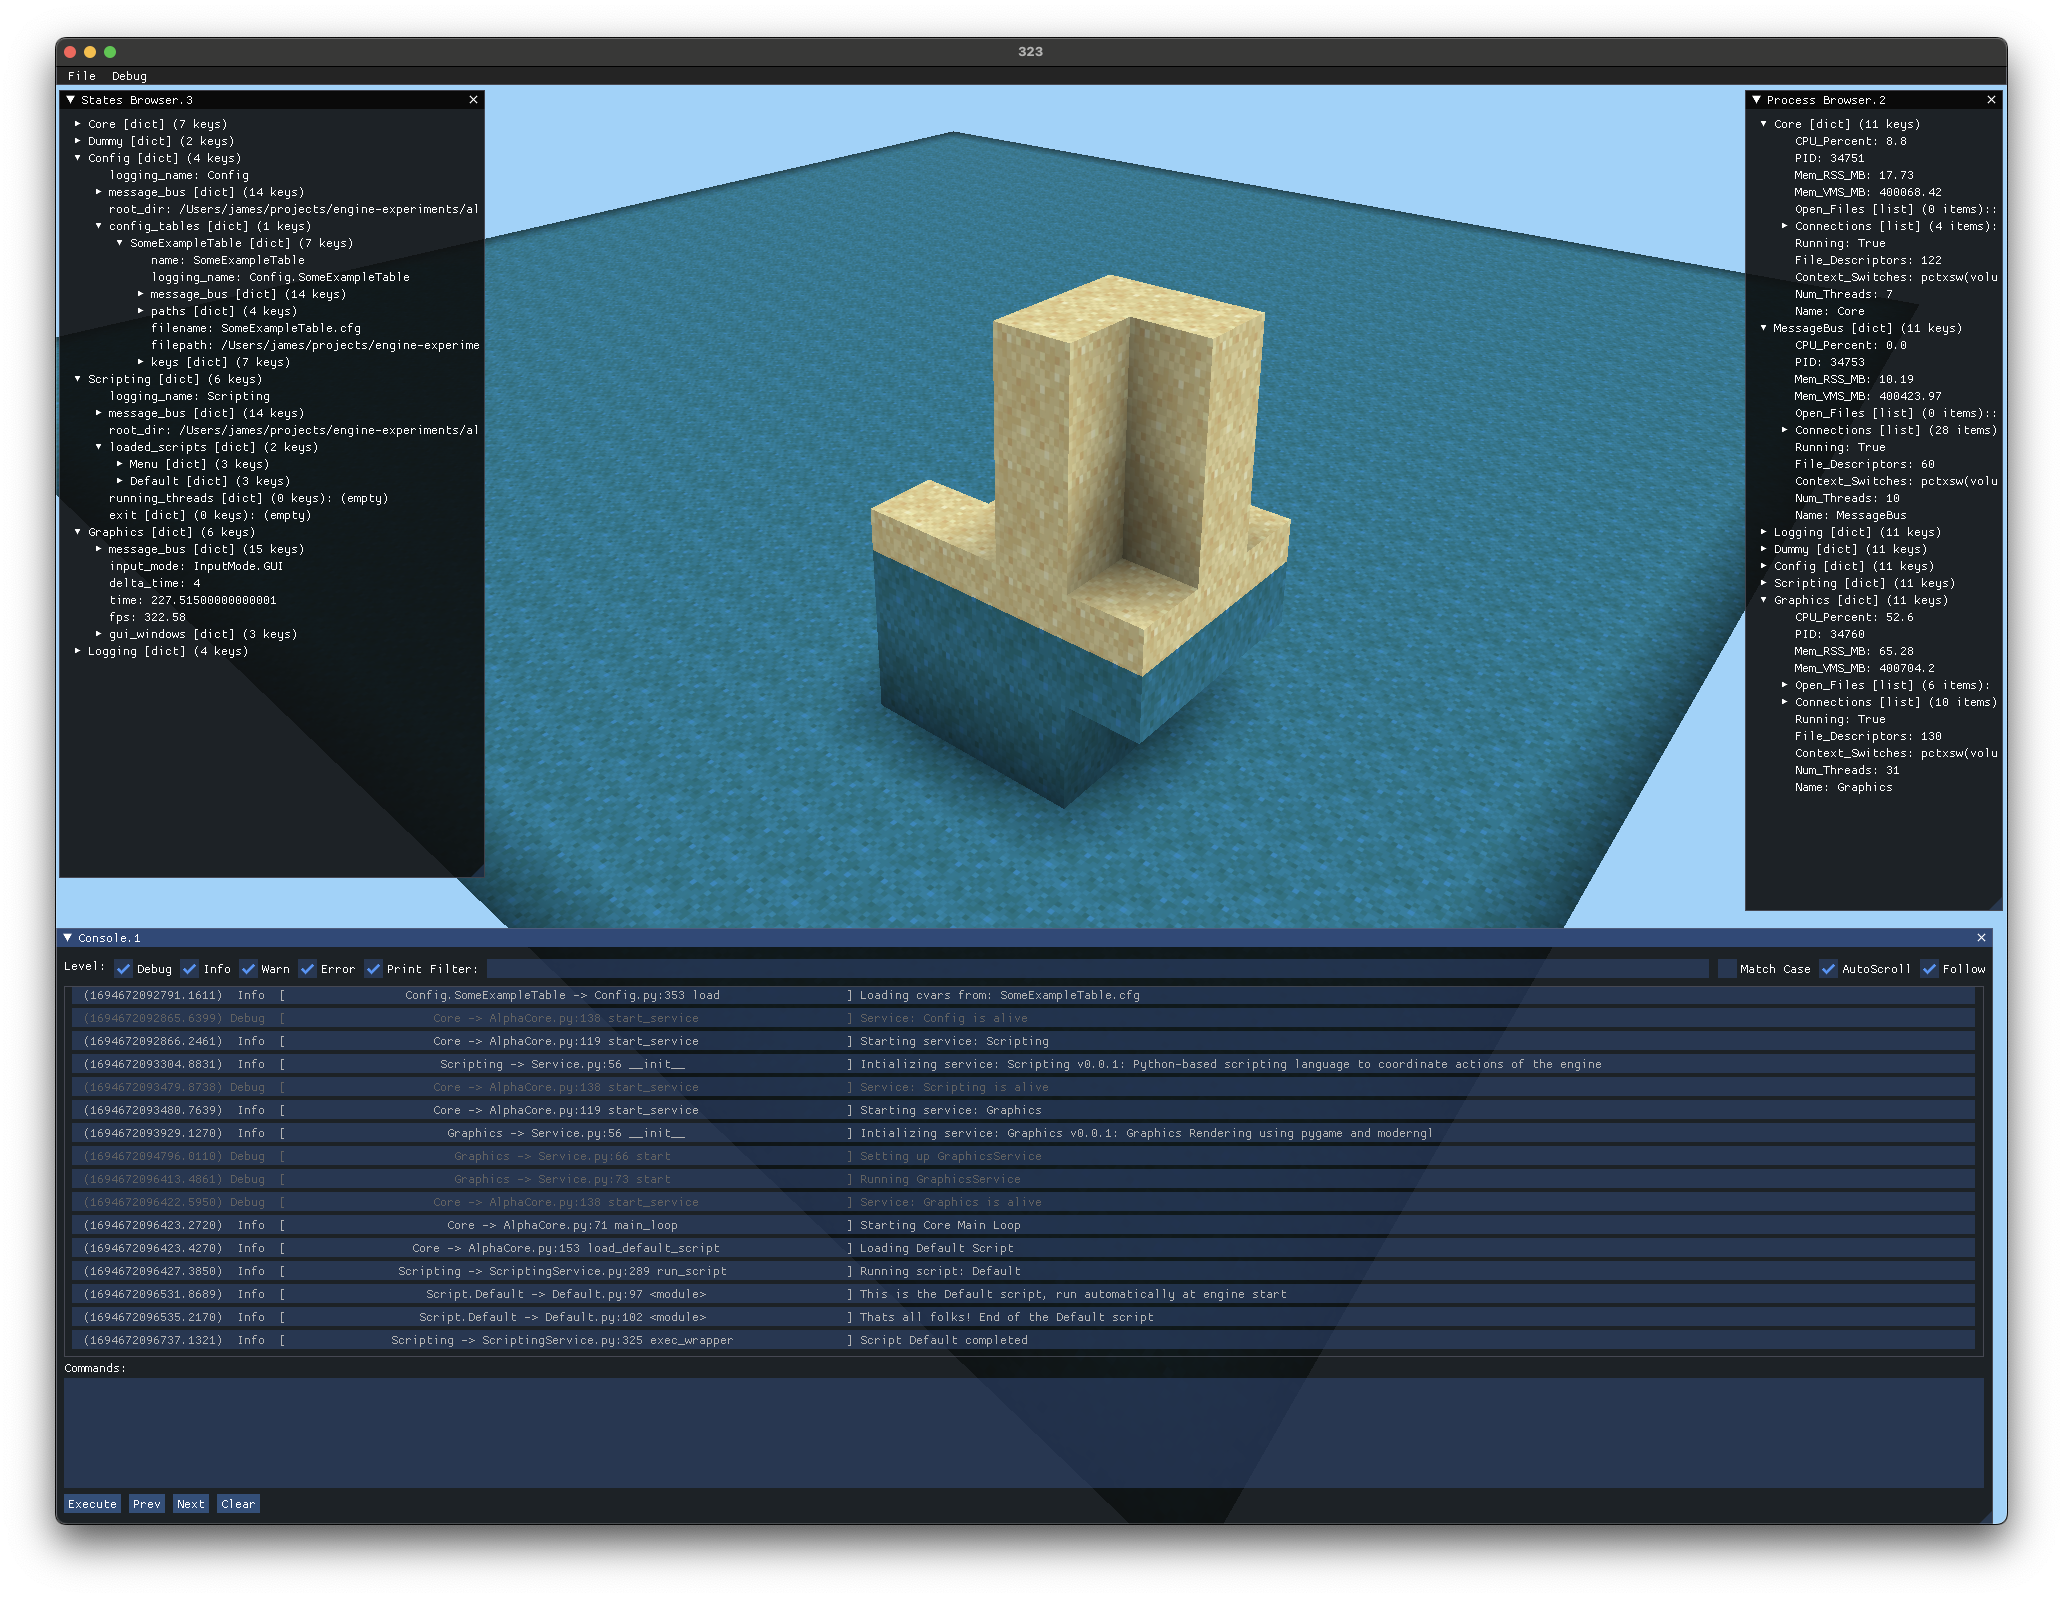 323
File Debug
States Browser.3
Core [dict] (7 keys)
Dummy [dict] (2 keys)
Config [dict] (4 keys)
logging_name: Config
message_bus [dict] (14 keys)
root_dir: /Users/james/projects/engine-experiments/al
config_tables [dict] (1 keys)
SomeExampleTable [dict] (7 keys)
name: SomeExampleTable
logging_name: Config.SomeExampleTable
message_bus [dict] (14 keys)
paths [dict] (4 keys)
filename: SomeExampleTable.cfg
filepath: /Users/james/projects/engine-experime
keys [dict] (7 keys)
Scripting [dict] (6 keys)
logging_name: Scripting
message_bus [dict] (14 keys)
root_dir: /Users/james/projects/engine-experiments/al
loaded_scripts [dict] (2 keys)
Menu [dict] (3 keys)
Default [dict] (3 keys)
running_threads [dict] (0 keys): (empty)
exit [dict] (0 keys): (empty)
Graphics [dict] (6 keys)
message_bus [dict] (15 keys)
input_mode: InputMode.GUI
delta_time: 4
time: 227.51500000000001
fps: 322.58
gui_windows [dict] (3 keys)
Logging [dict] (4 keys)
Process Browser.2
Core [dict] (11 keys)
CPU_Percent: 8.8
PID: 34751
Mem_RSS_MB: 17.73
Mem_VMS_MB: 400068.42
Open_Files [list] (0 items)::
Connections [list] (4 items):
Running: True
File_Descriptors: 122
Context_Switches: pctxsw(volu
Num_Threads: 7
Name: Core
MessageBus [dict] (11 keys)
CPU_Percent: 0.0
PID: 34753
Mem_RSS_MB: 10.19
Mem_VMS_MB: 400423.97
Open_Files [list] (0 items)::
Connections [list] (28 items)
Running: True
File_Descriptors: 60
Context_Switches: pctxsw(volu
Num_Threads: 10
Name: MessageBus
Logging [dict] (11 keys)
Dummy [dict] (11 keys)
Config [dict] (11 keys)
Scripting [dict] (11 keys)
Graphics [dict] (11 keys)
CPU_Percent: 52.6
PID: 34760
Mem_RSS_MB: 65.28
Mem_VMS_MB: 400704.2
Open_Files [list] (6 items):
Connections [list] (10 items)
Running: True
File_Descriptors: 130
Context_Switches: pctxsw(volu
Num_Threads: 31
Name: Graphics
Console.1
Level: Debug Info Warn Error Print Filter: Match Case AutoScroll Follow
(1694672092791.1611) Info [ Config.SomeExampleTable -> Config.py:353 load ] Loading cvars from: SomeExampleTable.cfg
(1694672092865.6399) Debug [ Core -> AlphaCore.py:138 start_service ] Service: Config is alive
(1694672092866.2461) Info [ Core -> AlphaCore.py:119 start_service ] Starting service: Scripting
(1694672093304.8831) Info [ Scripting -> Service.py:56 __init__ ] Intializing service: Scripting v0.0.1: Python-based scripting language to coordinate actions of the engine
(1694672093479.8738) Debug [ Core -> AlphaCore.py:138 start_service ] Service: Scripting is alive
(1694672093480.7639) Info [ Core -> AlphaCore.py:119 start_service ] Starting service: Graphics
(1694672093929.1270) Info [ Graphics -> Service.py:56 __init__ ] Intializing service: Graphics v0.0.1: Graphics Rendering using pygame and moderngl
(1694672094796.0110) Debug [ Graphics -> Service.py:66 start ] Setting up GraphicsService
(1694672096413.4861) Debug [ Graphics -> Service.py:73 start ] Running GraphicsService
(1694672096422.5950) Debug [ Core -> AlphaCore.py:138 start_service ] Service: Graphics is alive
(1694672096423.2720) Info [ Core -> AlphaCore.py:71 main_loop ] Starting Core Main Loop
(1694672096423.4270) Info [ Core -> AlphaCore.py:153 load_default_script ] Loading Default Script
(1694672096427.3850) Info [ Scripting -> ScriptingService.py:289 run_script ] Running script: Default
(1694672096531.8689) Info [ Script.Default -> Default.py:97 <module> ] This is the Default script, run automatically at engine start
(1694672096535.2170) Info [ Script.Default -> Default.py:102 <module> ] Thats all folks! End of the Default script
(1694672096737.1321) Info [ Scripting -> ScriptingService.py:325 exec_wrapper ] Script Default completed
Commands:
Execute Prev Next Clear